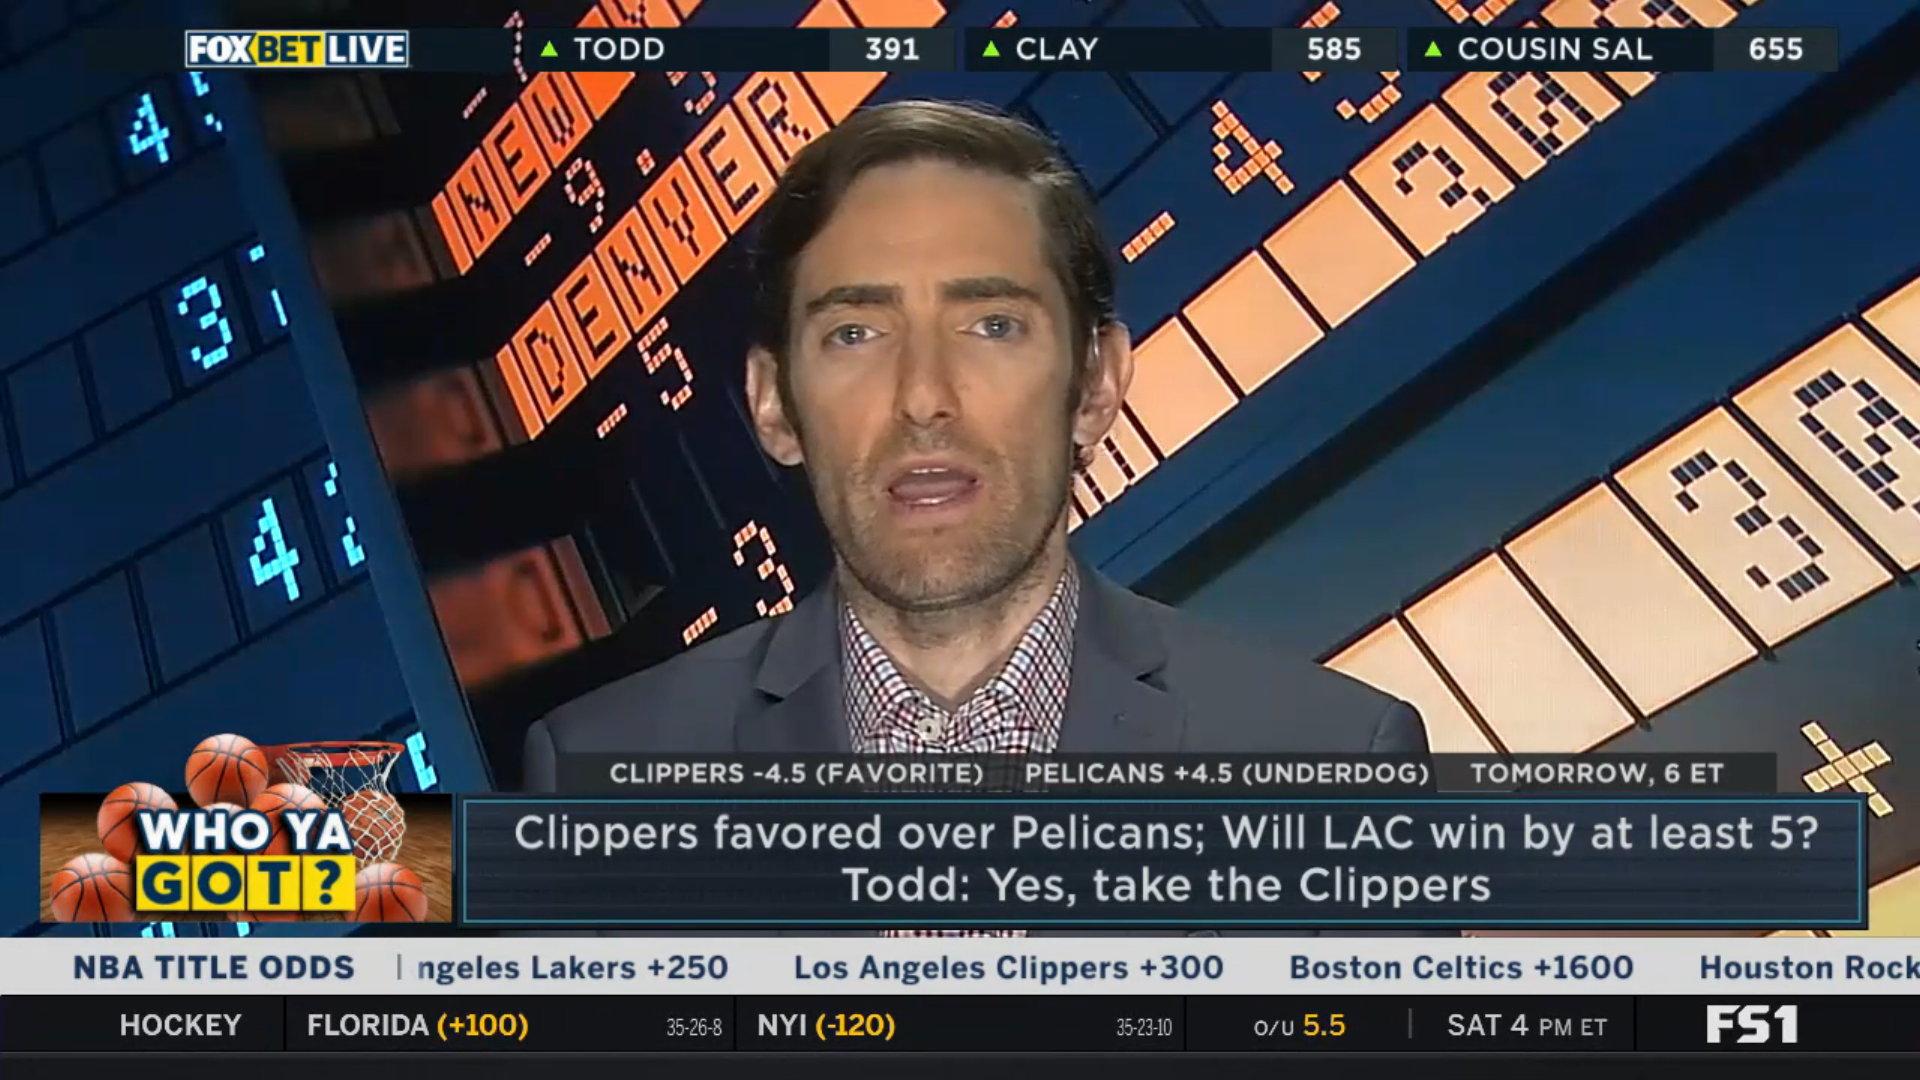 FOX BET LIVE
TODD 391
CLAY 585
COUSIN SAL 655
NEW
DENVER
CLIPPERS -4.5 (FAVORITE) PELICANS +4.5 (UNDERDOG) TOMORROW, 6 ET
WHO YA
GOT?
Clippers favored over Pelicans; Will LAC win by at least 5?
Todd: Yes, take the Clippers
NBA TITLE ODDS ngeles Lakers +250 Los Angeles Clippers +300 Boston Celtics +1600 Houston Rock
HOCKEY FLORIDA (+100) 35-26-8 NYI (-120) 35-23-10 O/U 5.5 SAT 4 PM ET FS1